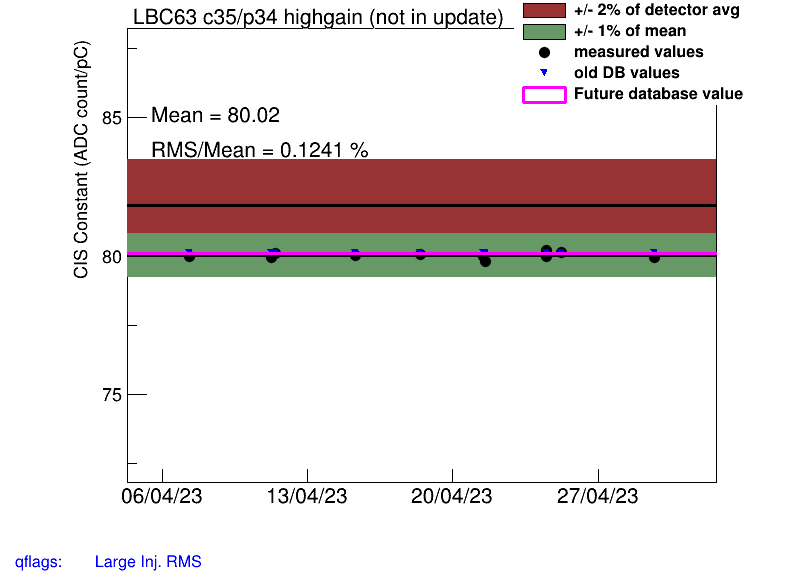 LBC63 c35/p34 highgain (not in update)
+/- 2% of detector avg
+/- 1% of mean
measured values
old DB values
Future database value
CIS Constant (ADC count/pC)
Mean = 80.02
RMS/Mean = 0.1241 %
85
80
75
06/04/23 13/04/23 20/04/23 27/04/23
qflags: Large Inj. RMS